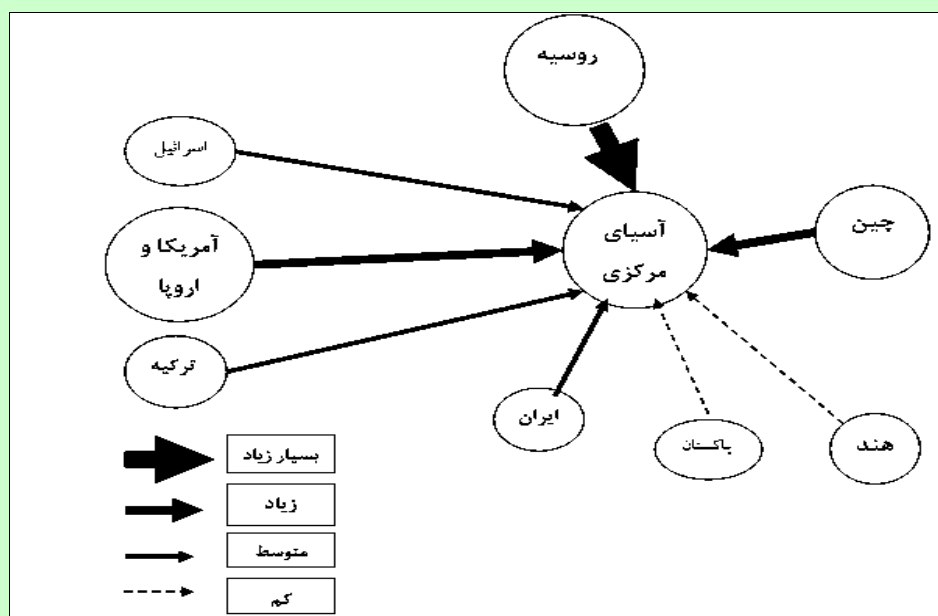 روسیه
اسرائیل
چین
آسیای
مرکزی
آمریکا و
اروپا
ترکیه
ایران
پاکستان
هند
بسیار زیاد
زیاد
متوسط
کم